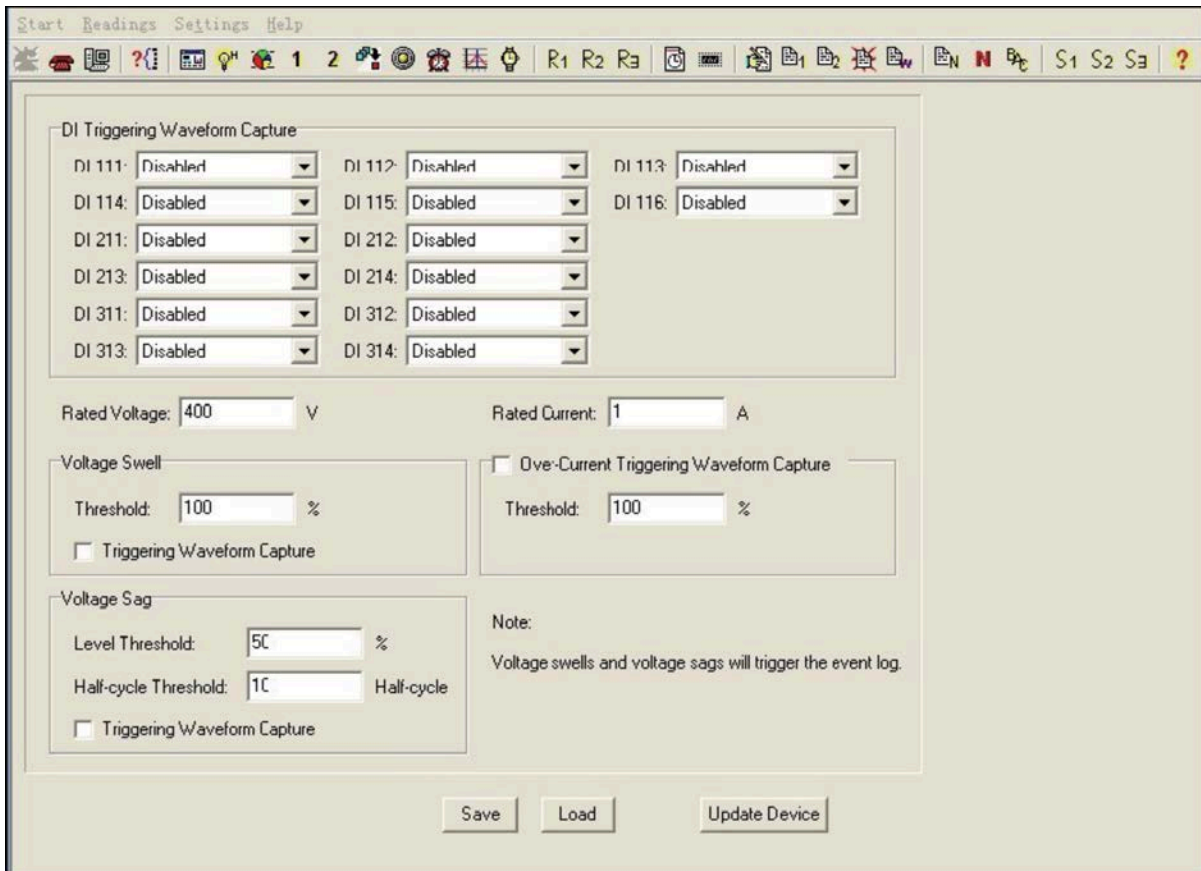 Start Readings Settings Help
?{} H 1 2 R1 R2 R3 1 2 W N N BAC S1 S2 S3 ?
DI Triggering Waveform Capture
DI 111: Disabled DI 112: Disabled DI 113: Disabled
DI 114: Disabled DI 115: Disabled DI 116: Disabled
DI 211: Disabled DI 212: Disabled
DI 213: Disabled DI 214: Disabled
DI 311: Disabled DI 312: Disabled
DI 313: Disabled DI 314: Disabled
Rated Voltage: 400 V Rated Current: 1 A
Voltage Swell Over-Current Triggering Waveform Capture
Threshold: 100 % Threshold: 100 %
Triggering Waveform Capture
Voltage Sag
Note:
Level Threshold: 50 %
Voltage swells and voltage sags will trigger the event log.
Half-cycle Threshold: 10 Half-cycle
Triggering Waveform Capture
Save Load Update Device